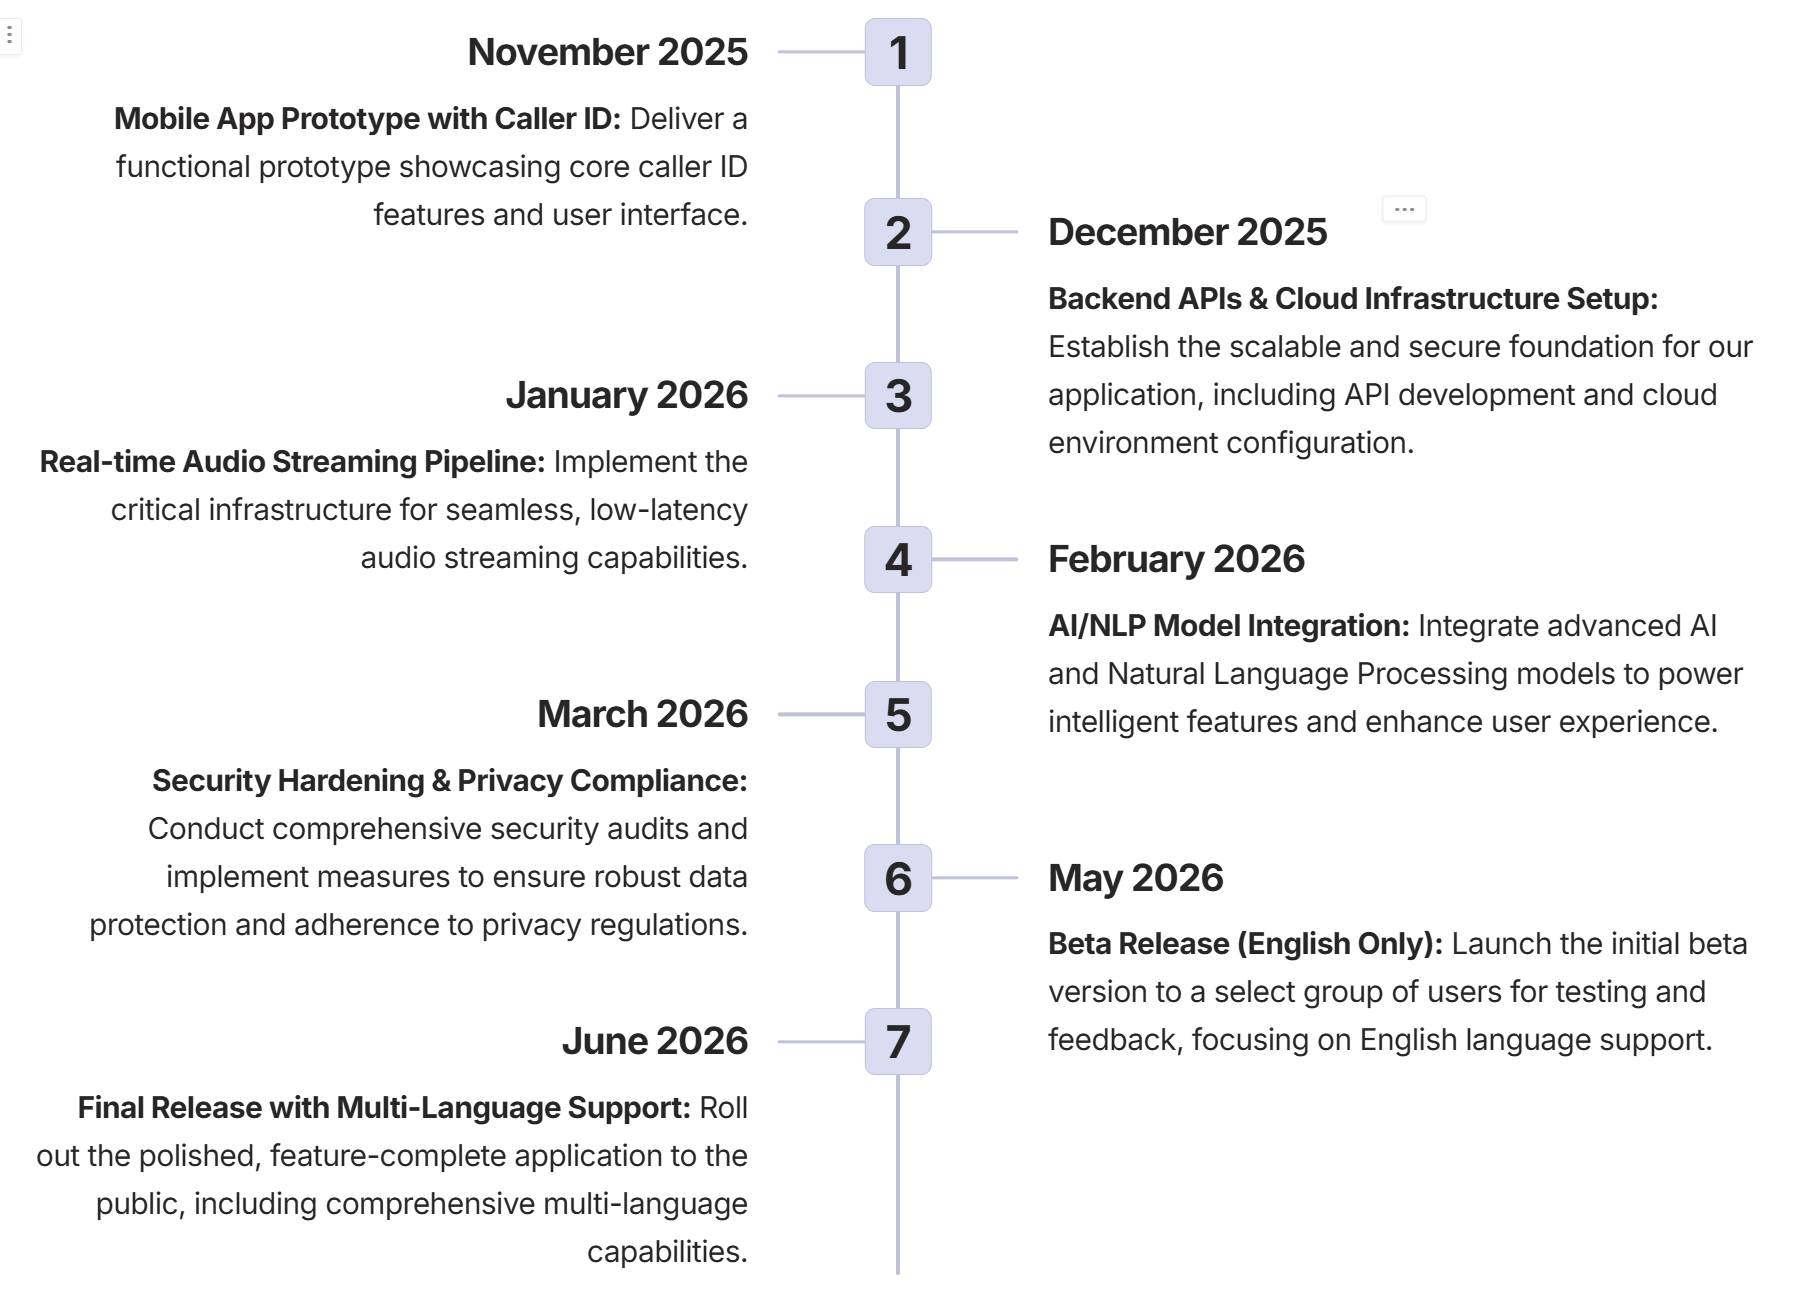 1
November 2025
Mobile App Prototype with Caller ID: Deliver a
functional prototype showcasing core caller ID
features and user interface.
2
December 2025
Backend APIs & Cloud Infrastructure Setup:
Establish the scalable and secure foundation for our
application, including API development and cloud
environment configuration.
3
January 2026
Real-time Audio Streaming Pipeline: Implement the
critical infrastructure for seamless, low-latency
audio streaming capabilities.
4
February 2026
AI/NLP Model Integration: Integrate advanced AI
and Natural Language Processing models to power
intelligent features and enhance user experience.
5
March 2026
Security Hardening & Privacy Compliance:
Conduct comprehensive security audits and
implement measures to ensure robust data
protection and adherence to privacy regulations.
6
May 2026
Beta Release (English Only): Launch the initial beta
version to a select group of users for testing and
feedback, focusing on English language support.
7
June 2026
Final Release with Multi-Language Support: Roll
out the polished, feature-complete application to the
public, including comprehensive multi-language
capabilities.